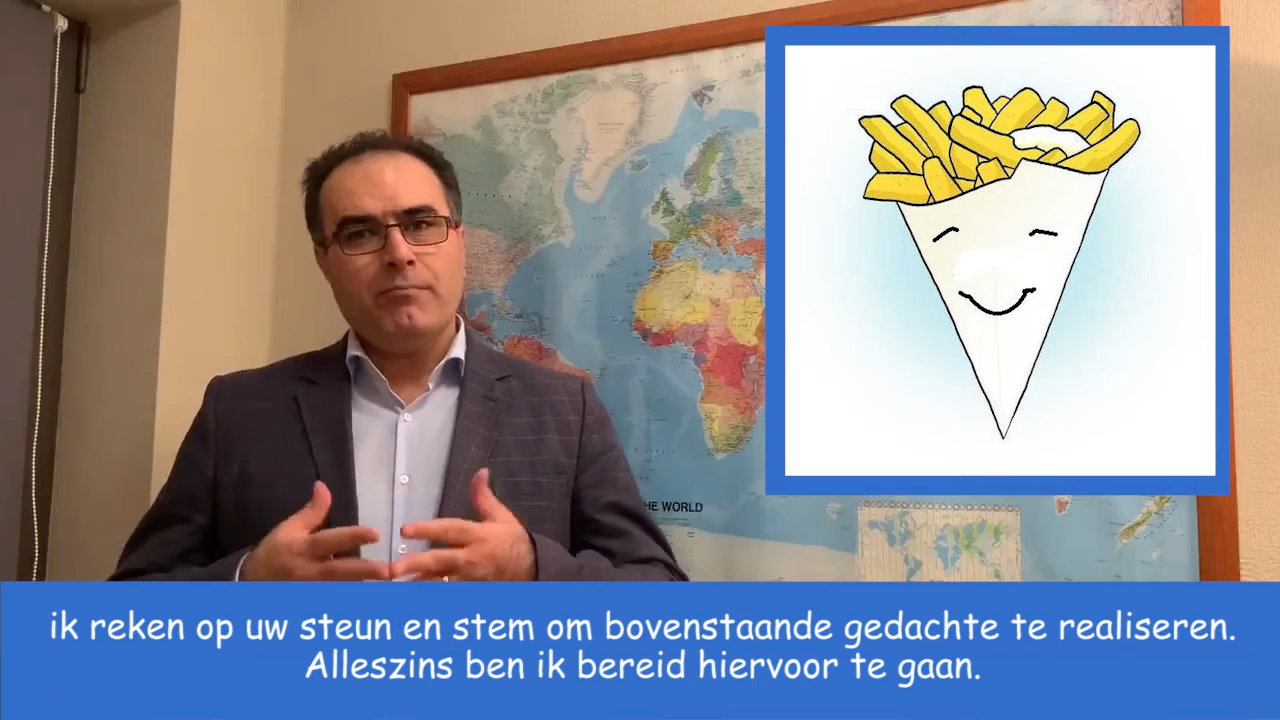 HE WORLD
ik reken op uw steun en stem om bovenstaande gedachte te realiseren.
Alleszins ben ik bereid hiervoor te gaan.